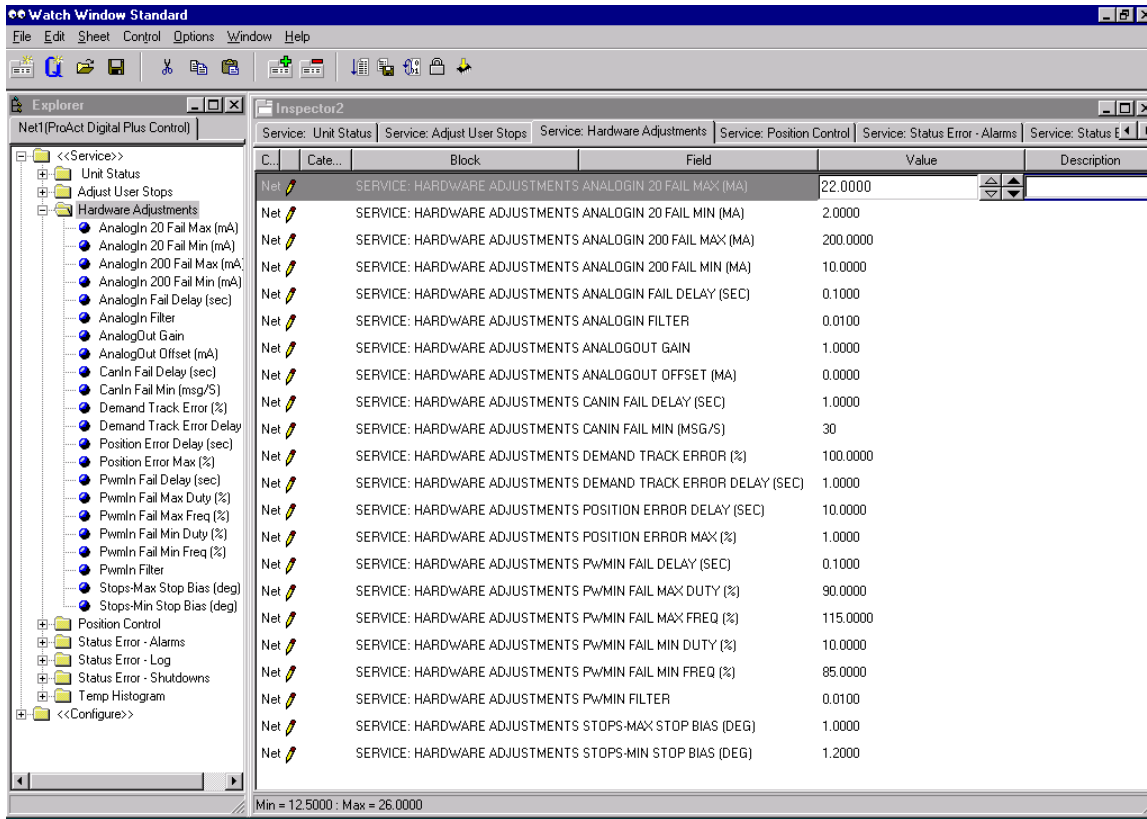 Watch Window Standard
File Edit Sheet Control Options Window Help
Explorer
Net1(ProAct Digital Plus Control)
<<Service>>
Unit Status
Adjust User Stops
Hardware Adjustments
AnalogIn 20 Fail Max (mA)
AnalogIn 20 Fail Min (mA)
AnalogIn 200 Fail Max (mA)
AnalogIn 200 Fail Min (mA)
AnalogIn Fail Delay (sec)
AnalogIn Filter
AnalogOut Gain
AnalogOut Offset (mA)
CanIn Fail Delay (sec)
CanIn Fail Min (msg/S)
Demand Track Error (%)
Demand Track Error Delay
Position Error Delay (sec)
Position Error Max (%)
PwmIn Fail Delay (sec)
PwmIn Fail Max Duty (%)
PwmIn Fail Max Freq (%)
PwmIn Fail Min Duty (%)
PwmIn Fail Min Freq (%)
PwmIn Filter
Stops-Max Stop Bias (deg)
Stops-Min Stop Bias (deg)
Position Control
Status Error - Alarms
Status Error - Log
Status Error - Shutdowns
Temp Histogram
<<Configure>>
Inspector2
Service: Unit Status Service: Adjust User Stops Service: Hardware Adjustments Service: Position Control Service: Status Error - Alarms Service: Status E
C... Cate... Block Field Value Description
Net SERVICE: HARDWARE ADJUSTMENTS ANALOGIN 20 FAIL MAX (MA) 22.0000
Net SERVICE: HARDWARE ADJUSTMENTS ANALOGIN 20 FAIL MIN (MA) 2.0000
Net SERVICE: HARDWARE ADJUSTMENTS ANALOGIN 200 FAIL MAX (MA) 200.0000
Net SERVICE: HARDWARE ADJUSTMENTS ANALOGIN 200 FAIL MIN (MA) 10.0000
Net SERVICE: HARDWARE ADJUSTMENTS ANALOGIN FAIL DELAY (SEC) 0.1000
Net SERVICE: HARDWARE ADJUSTMENTS ANALOGIN FILTER 0.0100
Net SERVICE: HARDWARE ADJUSTMENTS ANALOGOUT GAIN 1.0000
Net SERVICE: HARDWARE ADJUSTMENTS ANALOGOUT OFFSET (MA) 0.0000
Net SERVICE: HARDWARE ADJUSTMENTS CANIN FAIL DELAY (SEC) 1.0000
Net SERVICE: HARDWARE ADJUSTMENTS CANIN FAIL MIN (MSG/S) 30
Net SERVICE: HARDWARE ADJUSTMENTS DEMAND TRACK ERROR (%) 100.0000
Net SERVICE: HARDWARE ADJUSTMENTS DEMAND TRACK ERROR DELAY (SEC) 1.0000
Net SERVICE: HARDWARE ADJUSTMENTS POSITION ERROR DELAY (SEC) 10.0000
Net SERVICE: HARDWARE ADJUSTMENTS POSITION ERROR MAX (%) 1.0000
Net SERVICE: HARDWARE ADJUSTMENTS PWMIN FAIL DELAY (SEC) 0.1000
Net SERVICE: HARDWARE ADJUSTMENTS PWMIN FAIL MAX DUTY (%) 90.0000
Net SERVICE: HARDWARE ADJUSTMENTS PWMIN FAIL MAX FREQ (%) 115.0000
Net SERVICE: HARDWARE ADJUSTMENTS PWMIN FAIL MIN DUTY (%) 10.0000
Net SERVICE: HARDWARE ADJUSTMENTS PWMIN FAIL MIN FREQ (%) 85.0000
Net SERVICE: HARDWARE ADJUSTMENTS PWMIN FILTER 0.0100
Net SERVICE: HARDWARE ADJUSTMENTS STOPS-MAX STOP BIAS (DEG) 1.0000
Net SERVICE: HARDWARE ADJUSTMENTS STOPS-MIN STOP BIAS (DEG) 1.2000
Min = 12.5000 : Max = 26.0000